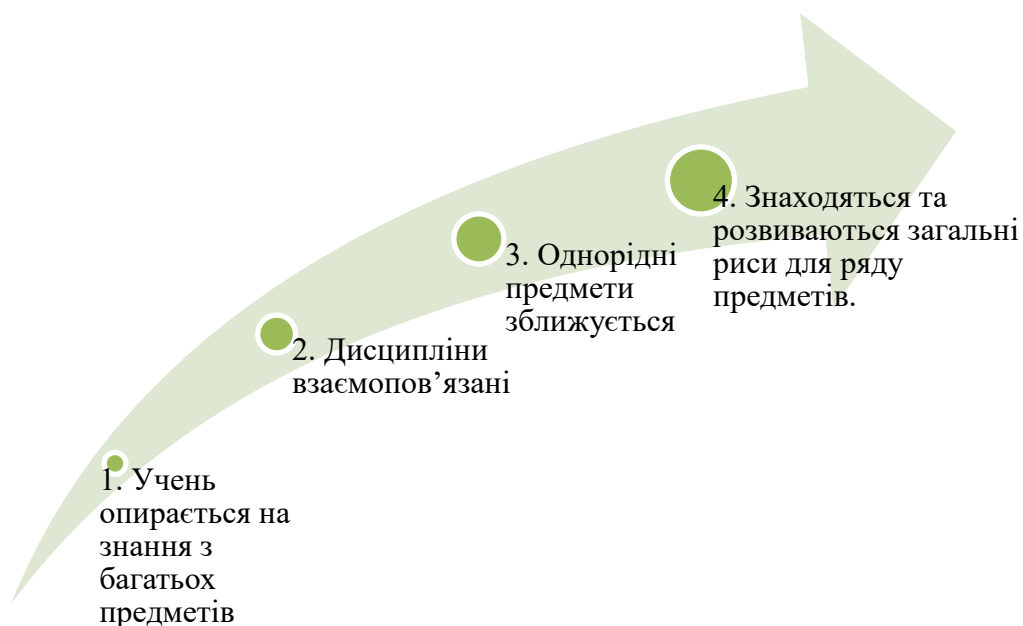 1. Учень
опирається на
знання з
багатьох
предметів
2. Дисципліни
взаємопов’язані
3. Однорідні
предмети
зближується
4. Знаходяться та
розвиваються загальні
риси для ряду
предметів.